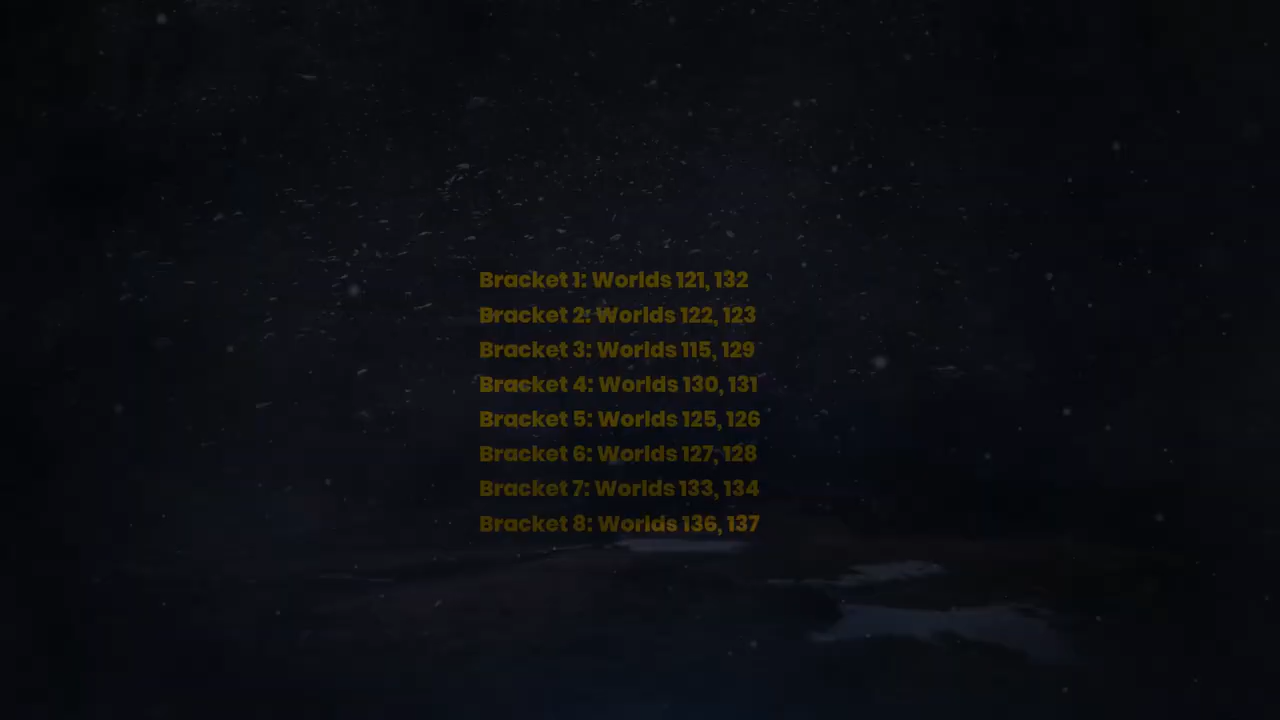 Bracket 1: Worlds 121, 132
Bracket 2: Worlds 122, 123
Bracket 3: Worlds 115, 129
Bracket 4: Worlds 130, 131
Bracket 5: Worlds 125, 126
Bracket 6: Worlds 127, 128
Bracket 7: Worlds 133, 134
Bracket 8: Worlds 136, 137